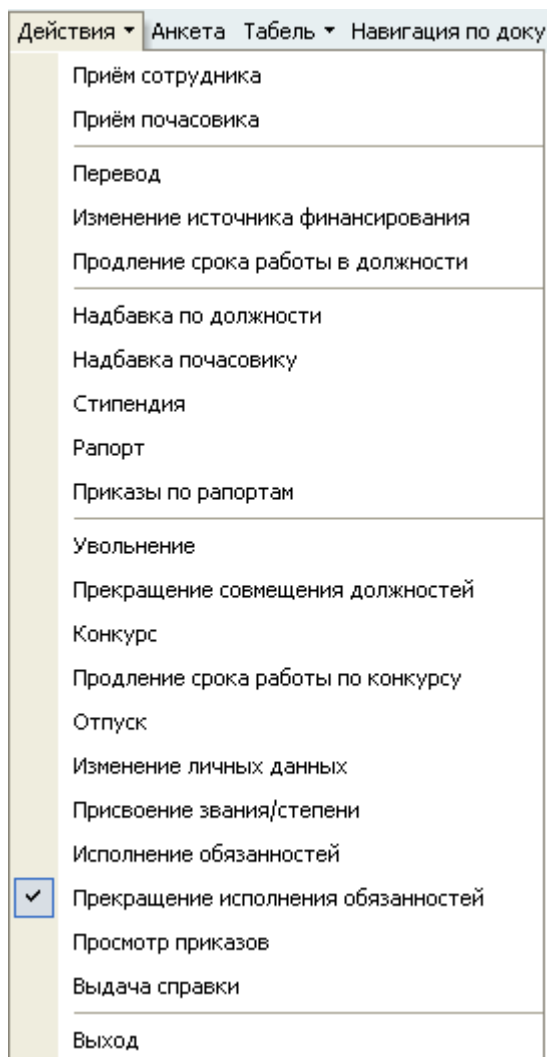 Действия Анкета Табель Навигация по доку
Приём сотрудника
Приём почасовика
Перевод
Изменение источника финансирования
Продление срока работы в должности
Надбавка по должности
Надбавка почасовику
Стипендия
Рапорт
Приказы по рапортам
Увольнение
Прекращение совмещения должностей
Конкурс
Продление срока работы по конкурсу
Отпуск
Изменение личных данных
Присвоение звания/степени
Исполнение обязанностей
Прекращение исполнения обязанностей
Просмотр приказов
Выдача справки
Выход